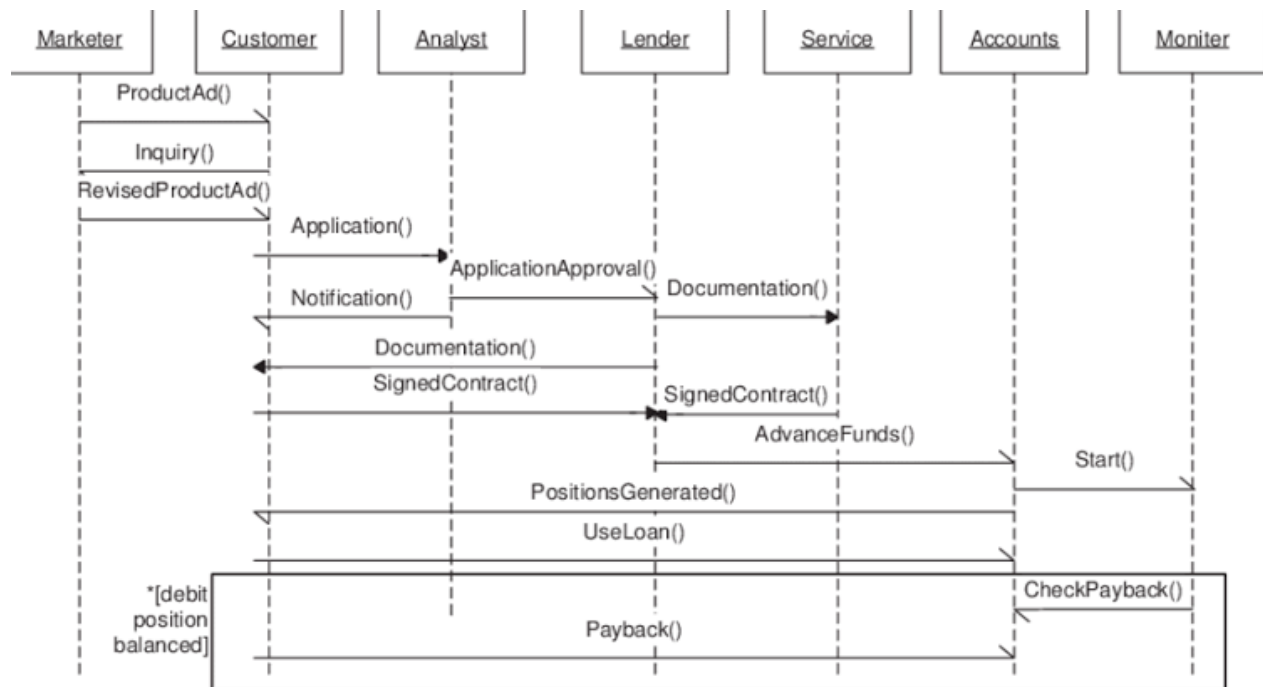 Marketer
Customer
Analyst
Lender
Service
Accounts
Moniter
ProductAd()
Inquiry()
RevisedProductAd()
Application()
ApplicationApproval()
Documentation()
Notification()
Documentation()
SignedContract()
SignedContract()
AdvanceFunds()
Start()
PositionsGenerated()
UseLoan()
*[debit
position
balanced]
CheckPayback()
Payback()